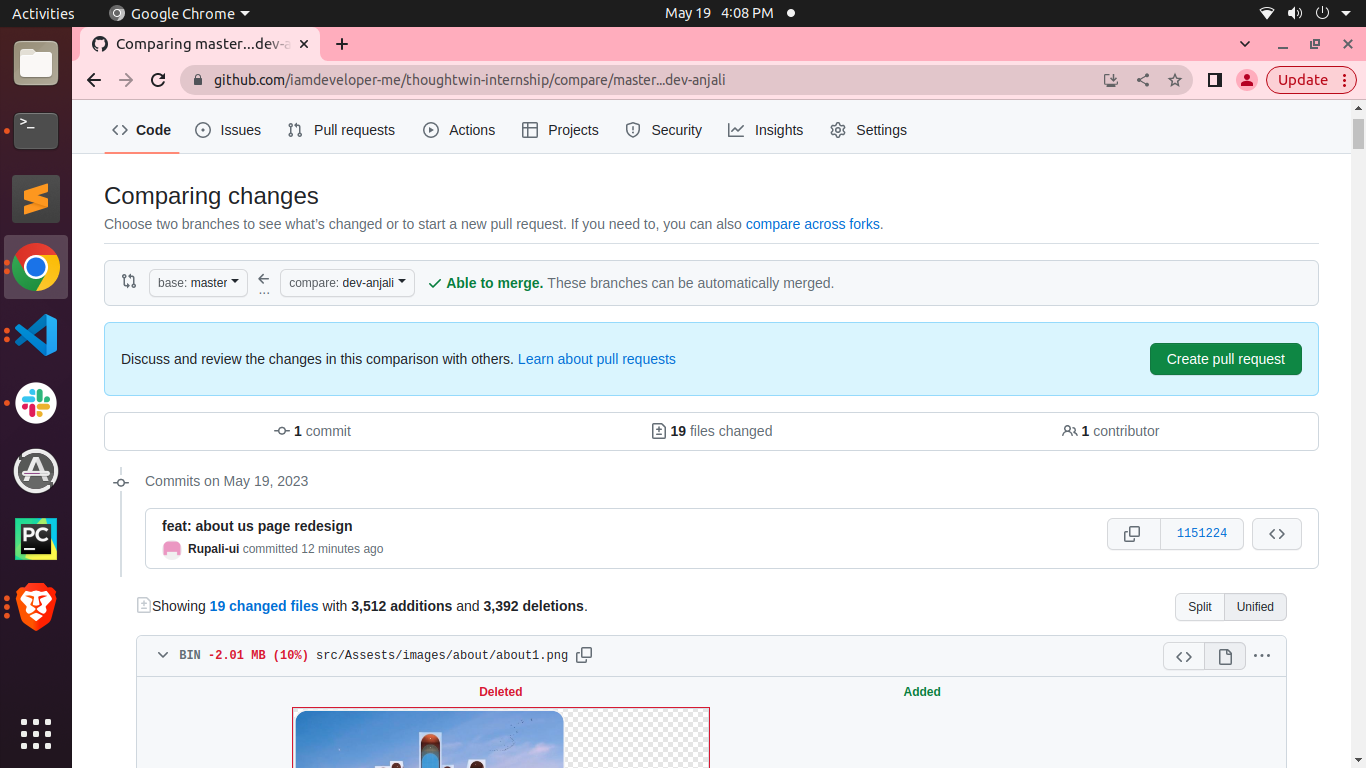 Activities Google Chrome May 19 4:08 PM
Comparing master...dev-a
github.com/iamdeveloper-me/thoughtwin-internship/compare/master...dev-anjali Update
Code Issues Pull requests Actions Projects Security Insights Settings
Comparing changes
Choose two branches to see what's changed or to start a new pull request. If you need to, you can also compare across forks.
base: master ... compare: dev-anjali Able to merge. These branches can be automatically merged.
Discuss and review the changes in this comparison with others. Learn about pull requests Create pull request
1 commit 19 files changed 1 contributor
Commits on May 19, 2023
feat: about us page redesign
Rupali-ui committed 12 minutes ago 1151224
Showing 19 changed files with 3,512 additions and 3,392 deletions. Split Unified
BIN -2.01 MB (10%) src/Assests/images/about/about1.png
Deleted Added
>_
PC